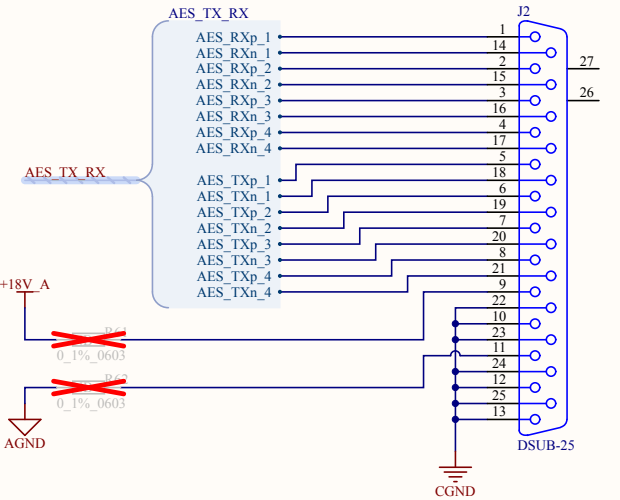 AES_TX_RX
J2
AES_RXp_1 1
AES_RXn_1 14
AES_RXp_2 2
27
AES_RXn_2 15
AES_RXp_3 3
26
AES_RXn_3 16
AES_RXp_4 4
AES_RXn_4 17
5
AES_TX_RX
AES_TXp_1 18
AES_TXn_1 6
AES_TXp_2 19
AES_TXn_2 7
AES_TXp_3 20
AES_TXn_3 8
AES_TXp_4 21
+18V_A
AES_TXn_4 9
22
10
23
0_1%_0603
11
24
R62
12
0_1%_0603
25
13
AGND
DSUB-25
CGND